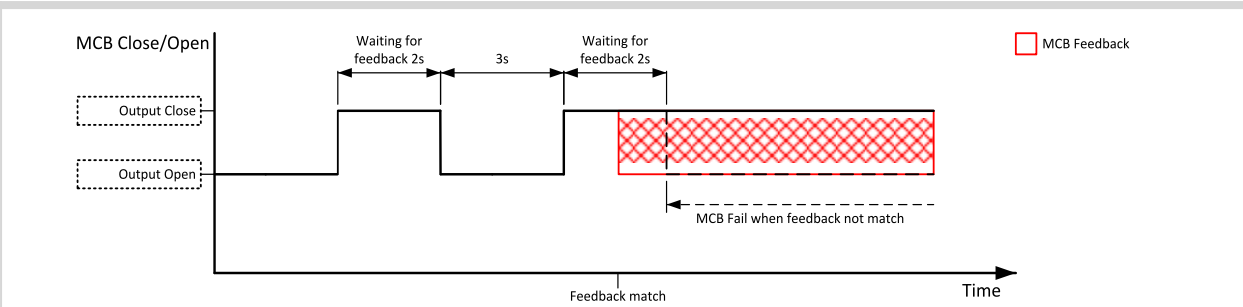 MCB Close/Open
Waiting for
feedback 2s
3s
Waiting for
feedback 2s
MCB Feedback
Output Close
Output Open
MCB Fail when feedback not match
Feedback match
Time